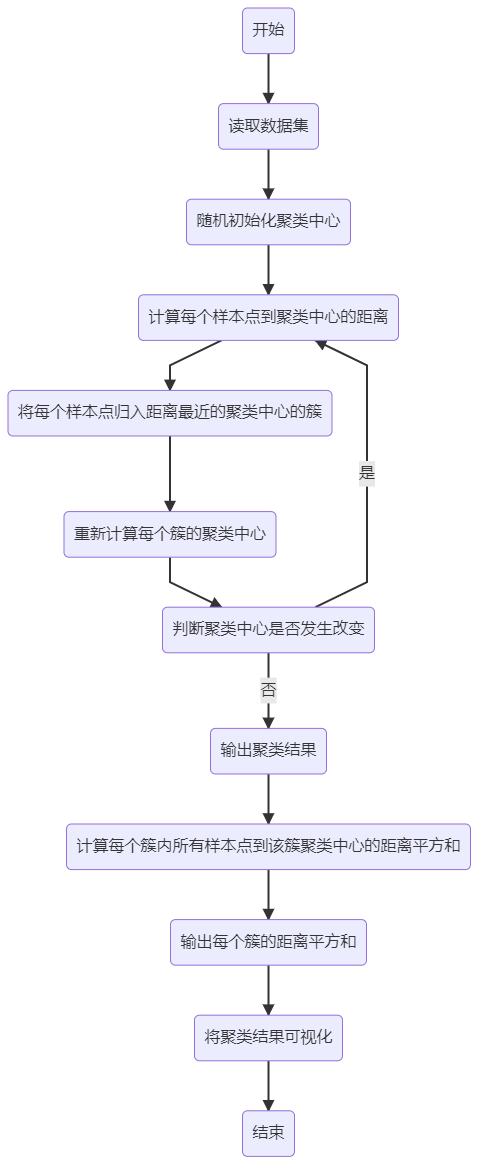 开始
读取数据集
随机初始化聚类中心
计算每个样本点到聚类中心的距离
将每个样本点归入距离最近的聚类中心的簇
是
重新计算每个簇的聚类中心
判断聚类中心是否发生改变
否
输出聚类结果
计算每个簇内所有样本点到该簇聚类中心的距离平方和
输出每个簇的距离平方和
将聚类结果可视化
结束